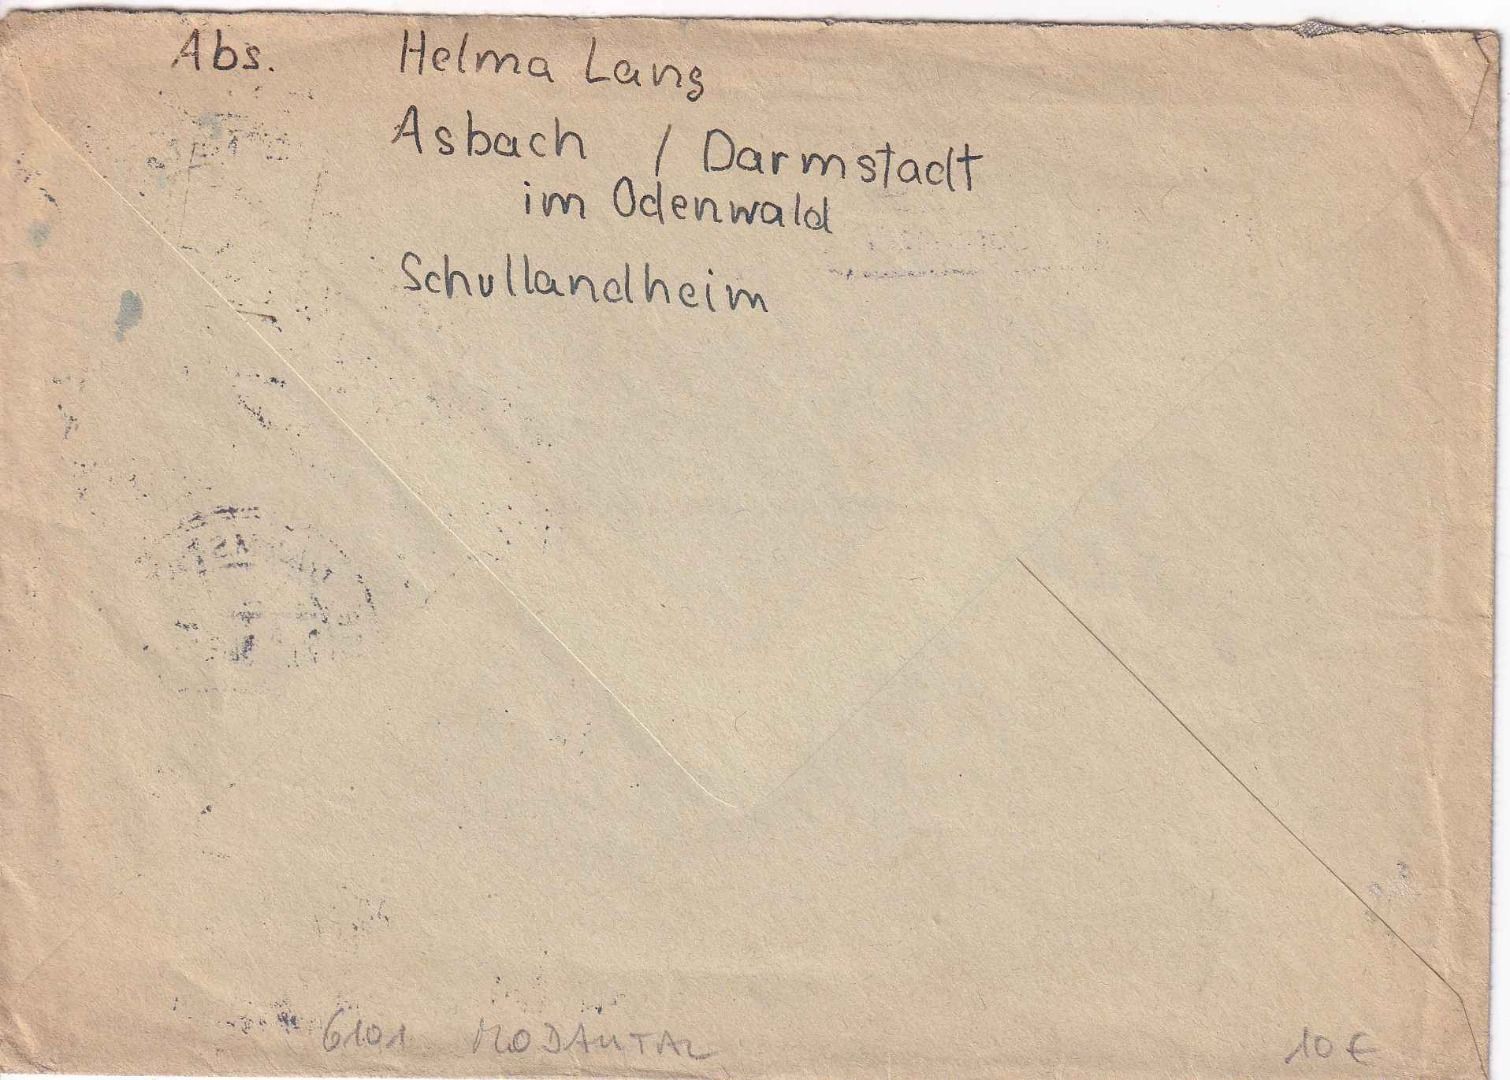 Abs. Helma Lang
Asbach / Darmstadt
im Odenwald
Schullandheim
6101 MODAUTAL
10 €